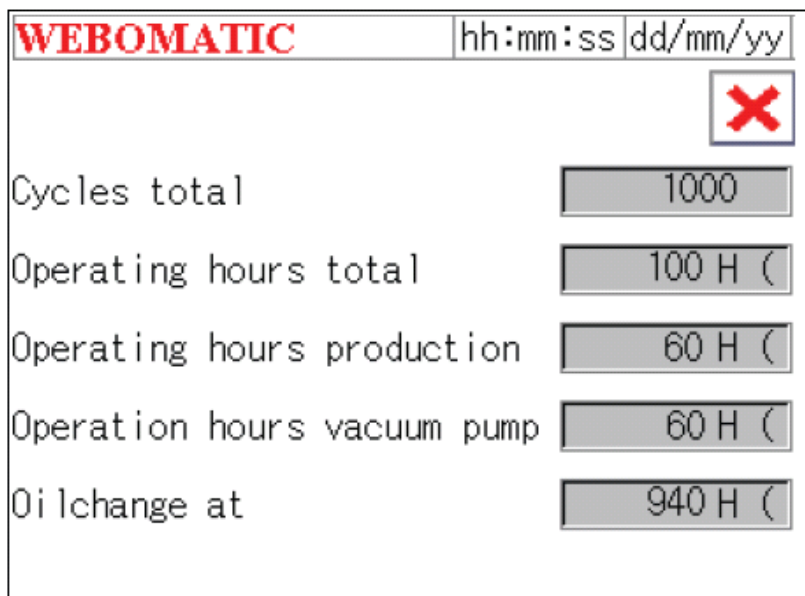 WEBOMATIC hh:mm:ss dd/mm/yy
Cycles total 1000
Operating hours total 100 H (
Operating hours production 60 H (
Operation hours vacuum pump 60 H (
Oilchange at 940 H (